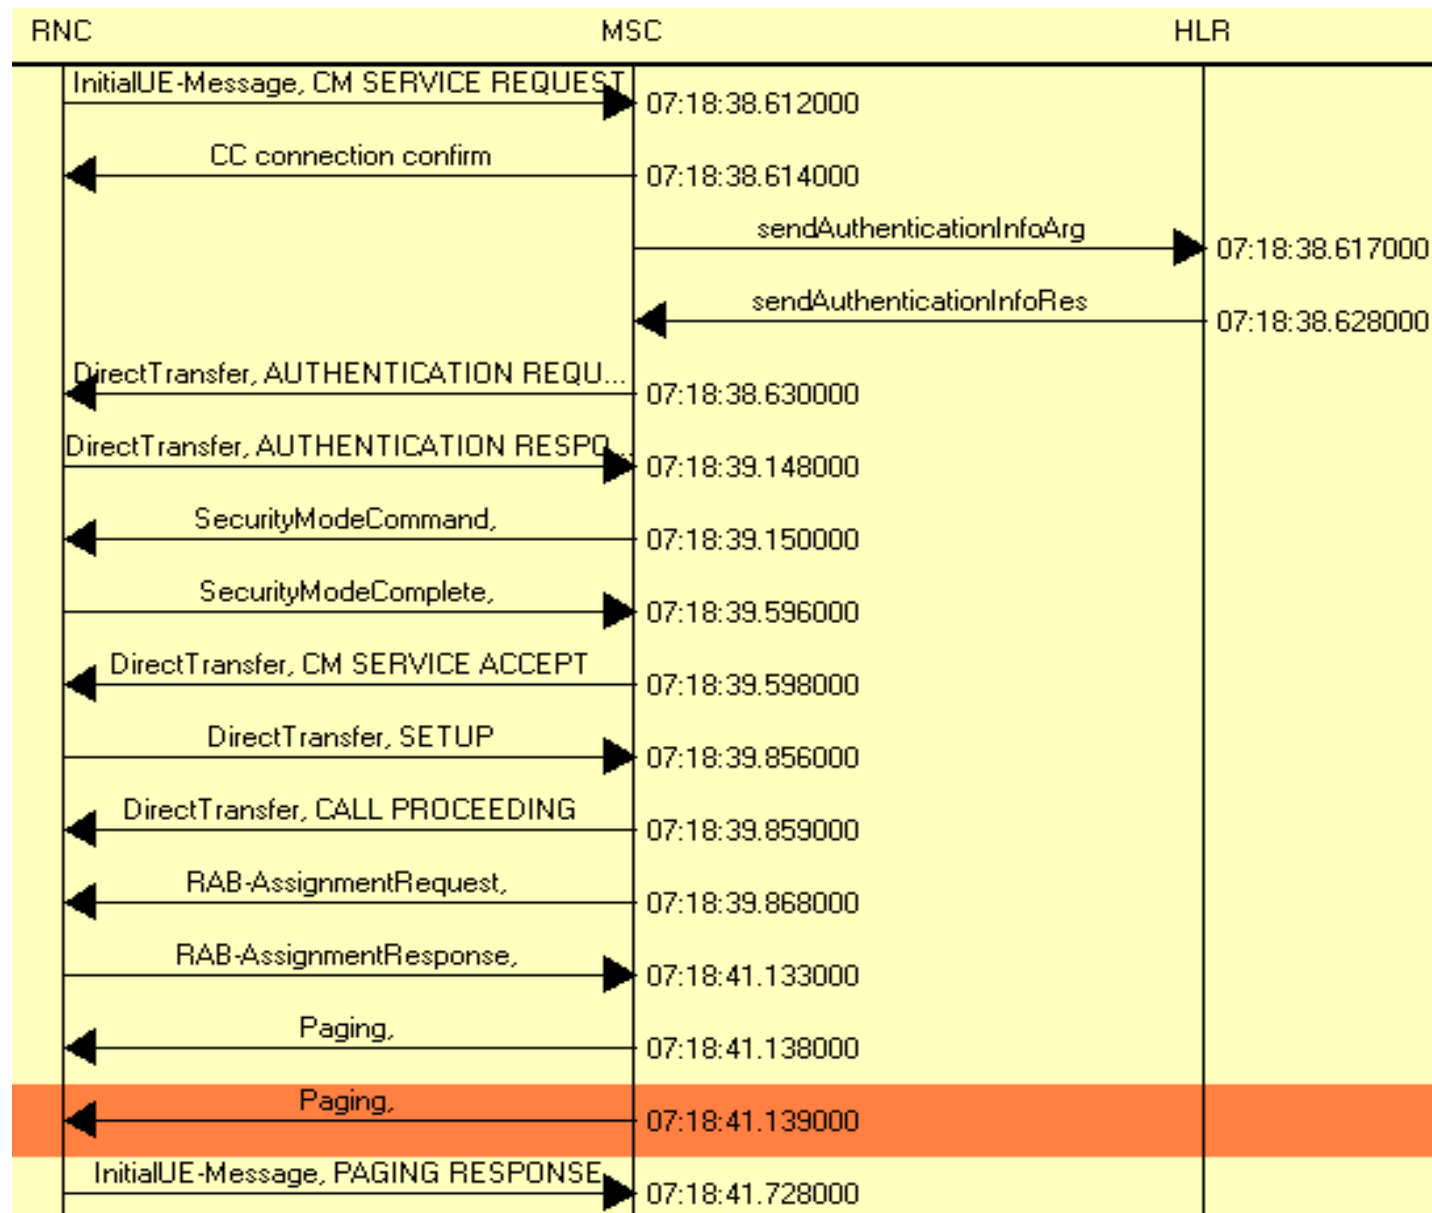 RNC MSC HLR
InitialUE-Message, CM SERVICE REQUEST
07:18:38.612000
CC connection confirm
07:18:38.614000
sendAuthenticationInfoArg
07:18:38.617000
sendAuthenticationInfoRes
07:18:38.628000
DirectTransfer, AUTHENTICATION REQU...
07:18:38.630000
DirectTransfer, AUTHENTICATION RESPO...
07:18:39.148000
SecurityModeCommand,
07:18:39.150000
SecurityModeComplete,
07:18:39.596000
DirectTransfer, CM SERVICE ACCEPT
07:18:39.598000
DirectTransfer, SETUP
07:18:39.856000
DirectTransfer, CALL PROCEEDING
07:18:39.859000
RAB-AssignmentRequest,
07:18:39.868000
RAB-AssignmentResponse,
07:18:41.133000
Paging,
07:18:41.138000
Paging,
07:18:41.139000
InitialUE-Message, PAGING RESPONSE
07:18:41.728000